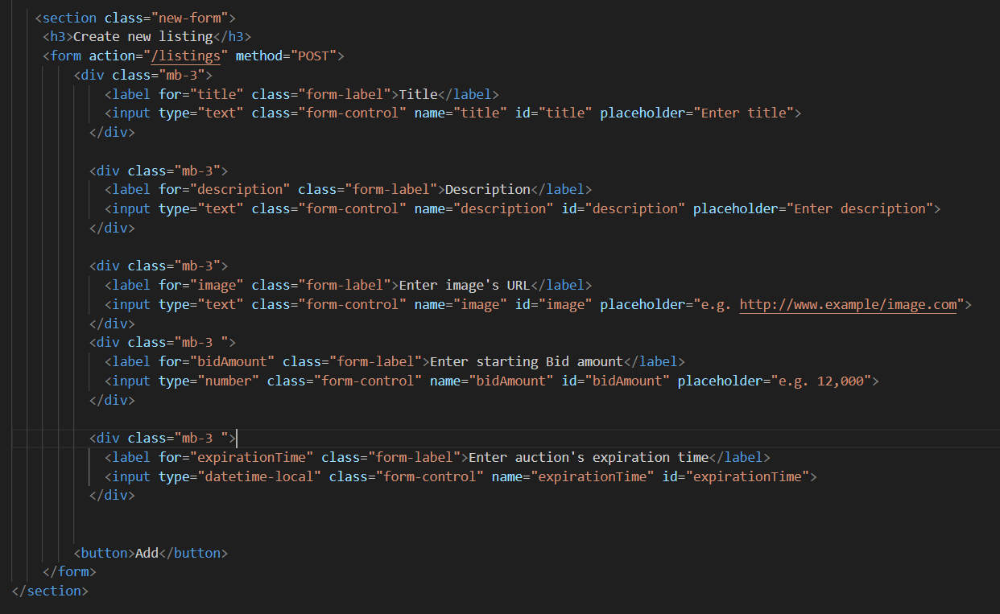 <section class="new-form">
<h3>Create new listing</h3>
<form action="/listings" method="POST">
<div class="mb-3">
<label for="title" class="form-label">Title</label>
<input type="text" class="form-control" name="title" id="title" placeholder="Enter title">
</div>
<div class="mb-3">
<label for="description" class="form-label">Description</label>
<input type="text" class="form-control" name="description" id="description" placeholder="Enter description">
</div>
<div class="mb-3">
<label for="image" class="form-label">Enter image's URL</label>
<input type="text" class="form-control" name="image" id="image" placeholder="e.g. http://www.example/image.com">
</div>
<div class="mb-3 ">
<label for="bidAmount" class="form-label">Enter starting Bid amount</label>
<input type="number" class="form-control" name="bidAmount" id="bidAmount" placeholder="e.g. 12,000">
</div>
<div class="mb-3 ">
<label for="expirationTime" class="form-label">Enter auction's expiration time</label>
<input type="datetime-local" class="form-control" name="expirationTime" id="expirationTime">
</div>
<button>Add</button>
</form>
</section>